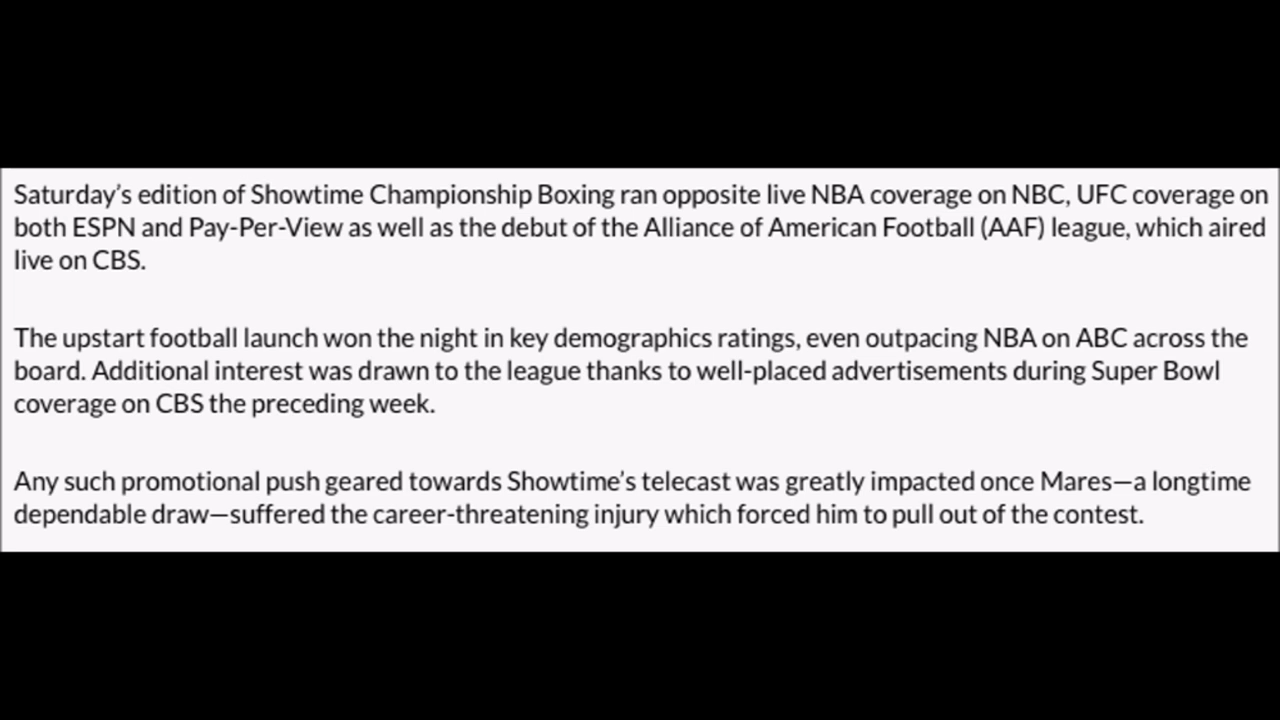 Saturday’s edition of Showtime Championship Boxing ran opposite live NBA coverage on NBC, UFC coverage on
both ESPN and Pay-Per-View as well as the debut of the Alliance of American Football (AAF) league, which aired
live on CBS.
The upstart football launch won the night in key demographics ratings, even outpacing NBA on ABC across the
board. Additional interest was drawn to the league thanks to well-placed advertisements during Super Bowl
coverage on CBS the preceding week.
Any such promotional push geared towards Showtime’s telecast was greatly impacted once Mares—a longtime
dependable draw—suffered the career-threatening injury which forced him to pull out of the contest.